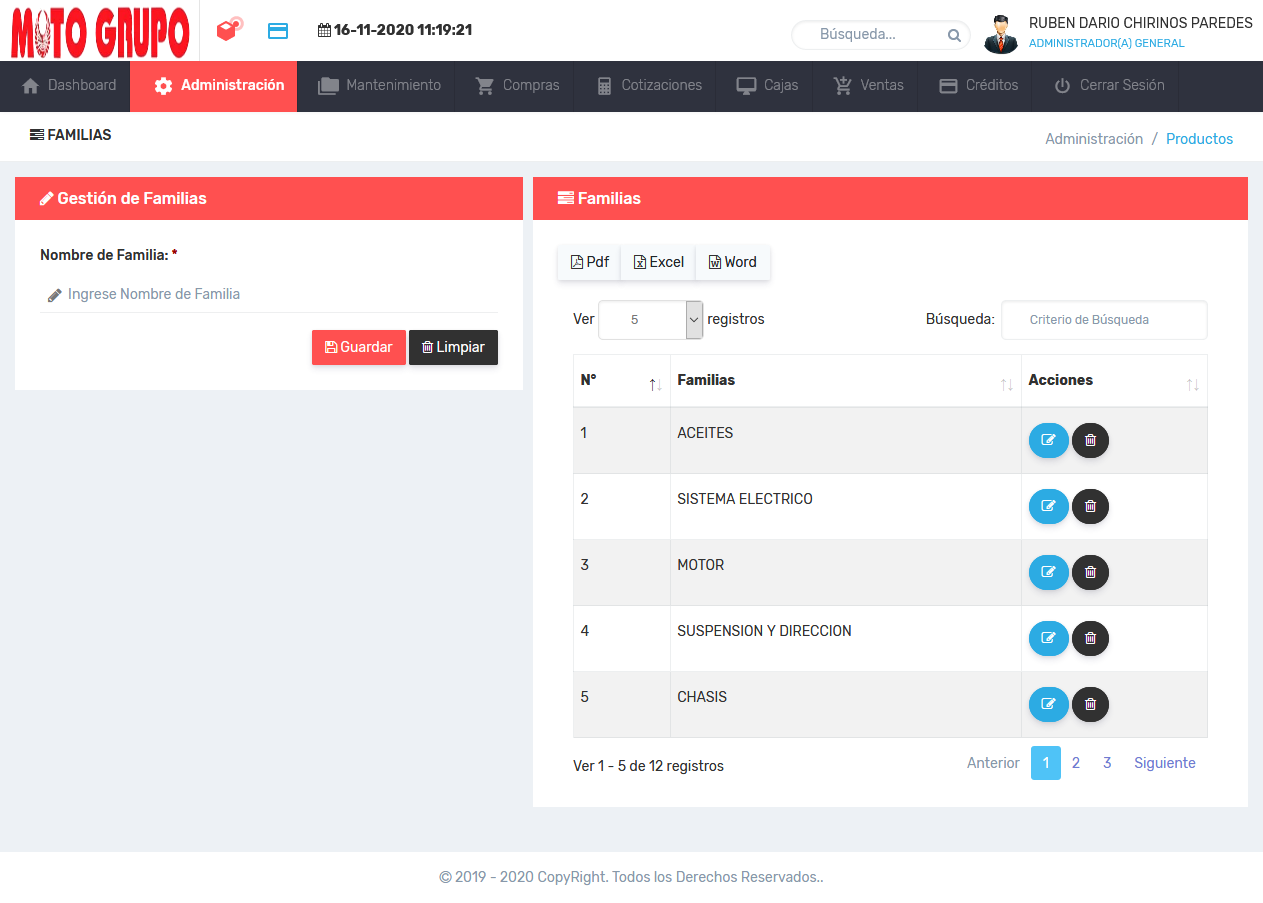 MOTO GRUPO
16-11-2020 11:19:21
Búsqueda...
RUBEN DARIO CHIRINOS PAREDES
ADMINISTRADOR(A) GENERAL
Dashboard
Administración
Mantenimiento
Compras
Cotizaciones
Cajas
Ventas
Créditos
Cerrar Sesión
FAMILIAS
Administración / Productos
Gestión de Familias
Nombre de Familia: *
Ingrese Nombre de Familia
Guardar
Limpiar
Familias
Pdf
Excel
Word
Ver 5 registros
Búsqueda: Criterio de Búsqueda
N° Familias Acciones
1 ACEITES
2 SISTEMA ELECTRICO
3 MOTOR
4 SUSPENSION Y DIRECCION
5 CHASIS
Ver 1 - 5 de 12 registros
Anterior 1 2 3 Siguiente
© 2019 - 2020 CopyRight. Todos los Derechos Reservados..